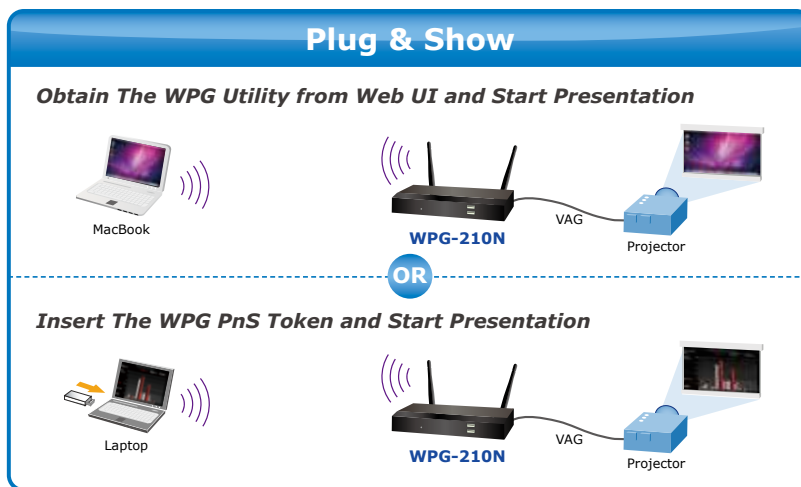 Plug & Show
Obtain The WPG Utility from Web UI and Start Presentation
MacBook
WPG-210N
VAG
Projector
OR
Insert The WPG PnS Token and Start Presentation
Laptop
WPG-210N
VAG
Projector